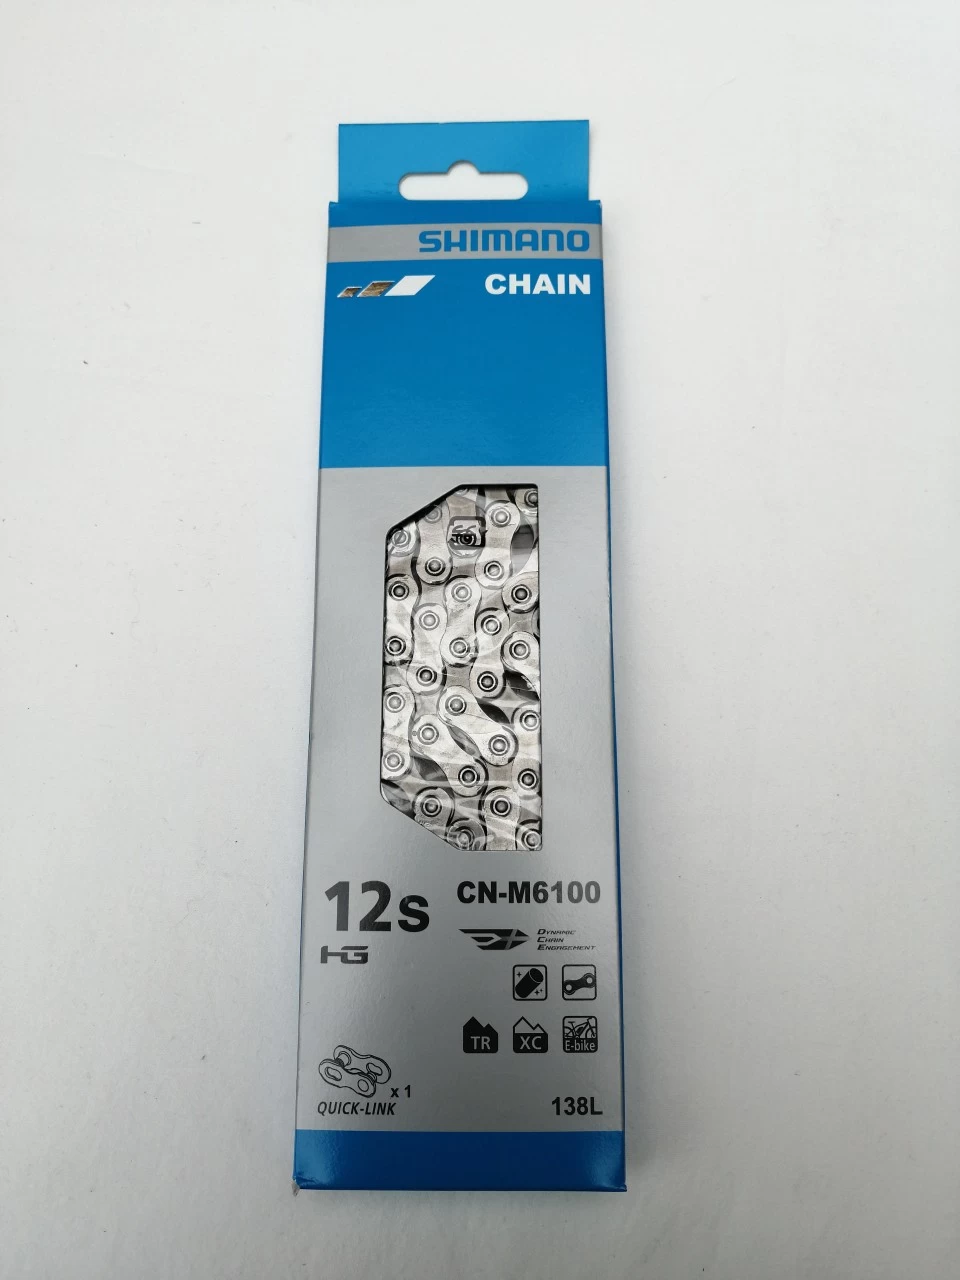 SHIMANO
CHAIN
12s
CN-M6100
HG
DYNAMIC
CHAIN
ENGAGEMENT
TR
XC
E-bike
x 1
QUICK-LINK
138L